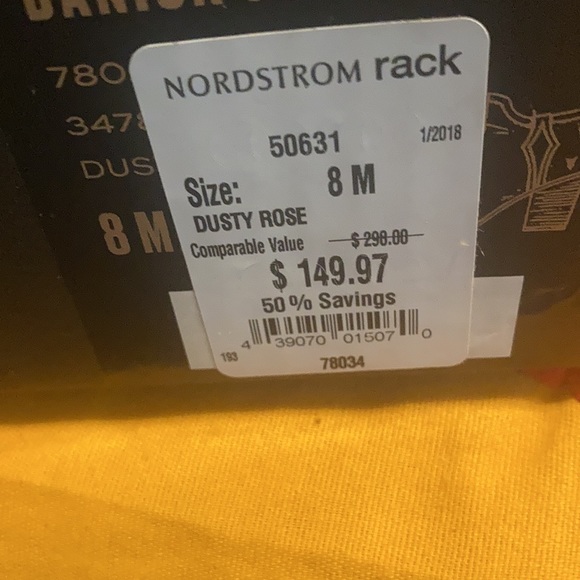 780
347
DUS
8 M
NORDSTROM rack
50631 1/2018
Size: 8 M
DUSTY ROSE
Comparable Value $ 298.00
$ 149.97
50% Savings
4 39070 01507 0
193 78034